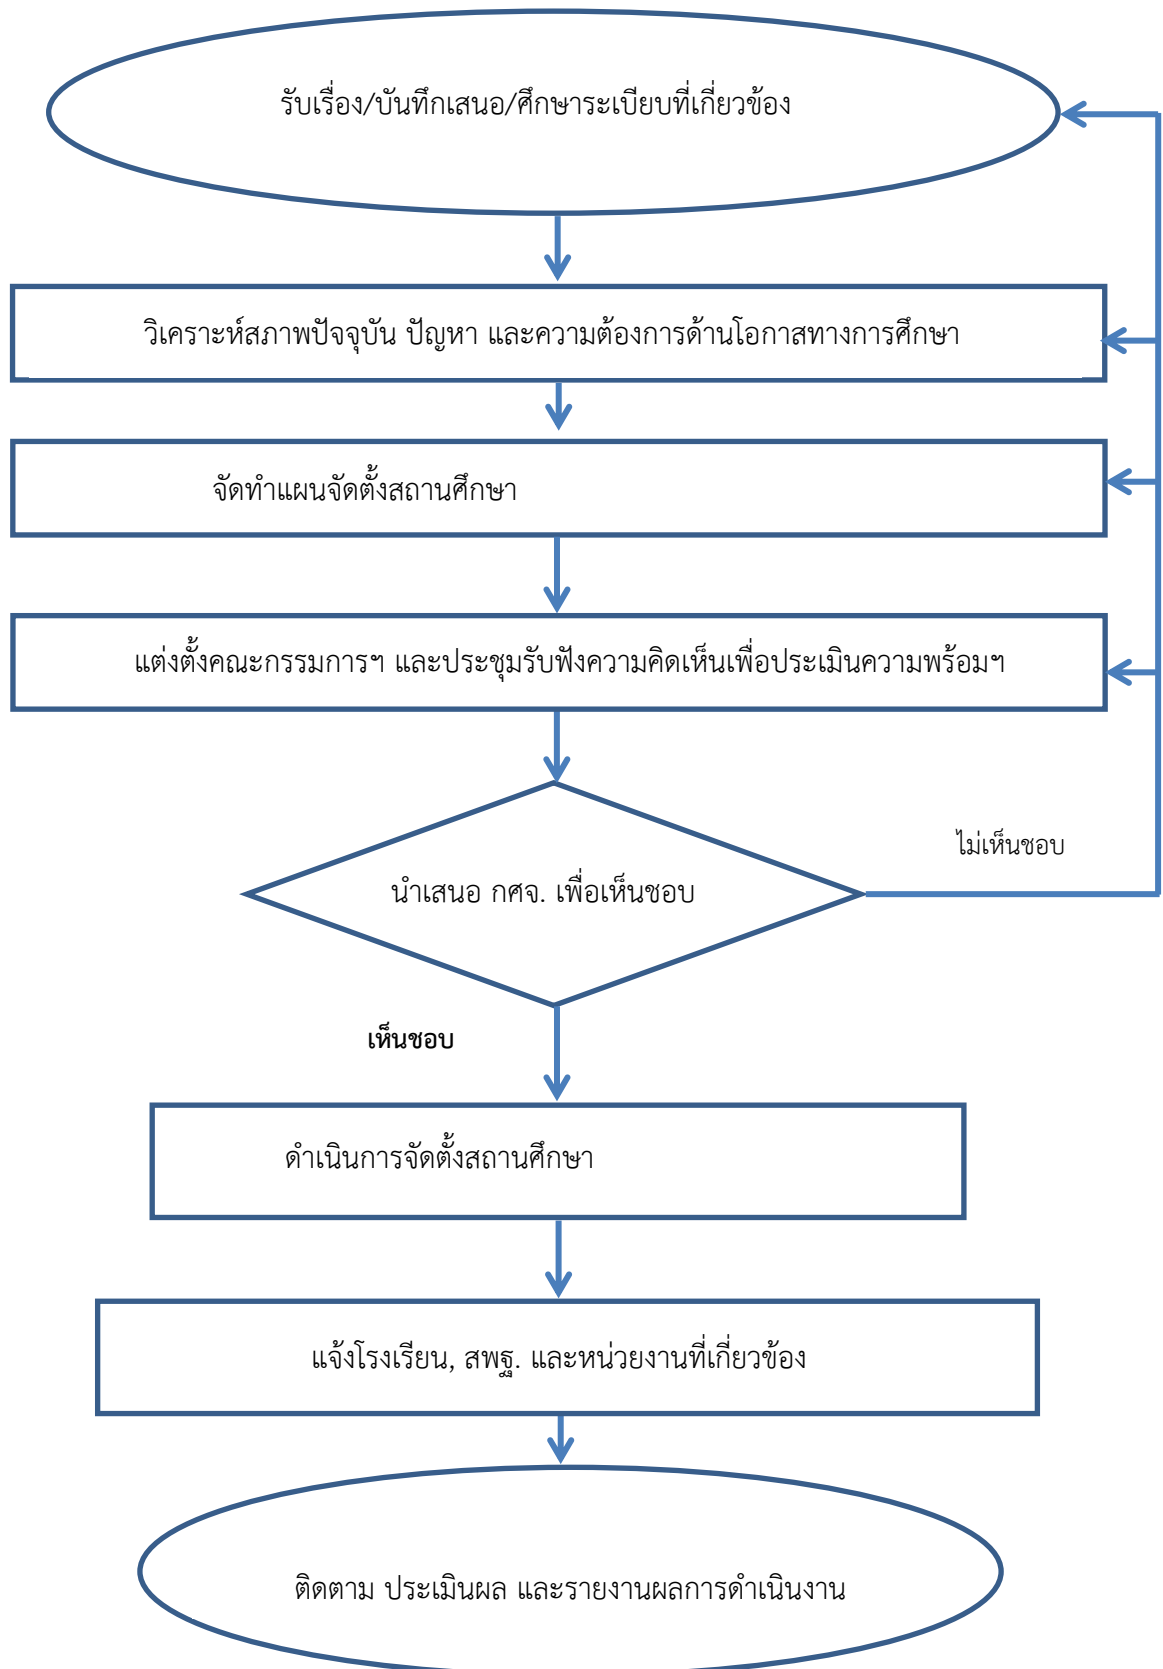 รับเรื่อง/บันทึกเสนอ/ศึกษาระเบียบที่เกี่ยวข้อง
วิเคราะห์สภาพปัจจุบัน ปัญหา และความต้องการด้านโอกาสทางการศึกษา
จัดทำแผนจัดตั้งสถานศึกษา
แต่งตั้งคณะกรรมการฯ และประชุมรับฟังความคิดเห็นเพื่อประเมินความพร้อมฯ
ไม่เห็นชอบ
นำเสนอ กศจ. เพื่อเห็นชอบ
เห็นชอบ
ดำเนินการจัดตั้งสถานศึกษา
แจ้งโรงเรียน, สพฐ. และหน่วยงานที่เกี่ยวข้อง
ติดตาม ประเมินผล และรายงานผลการดำเนินงาน